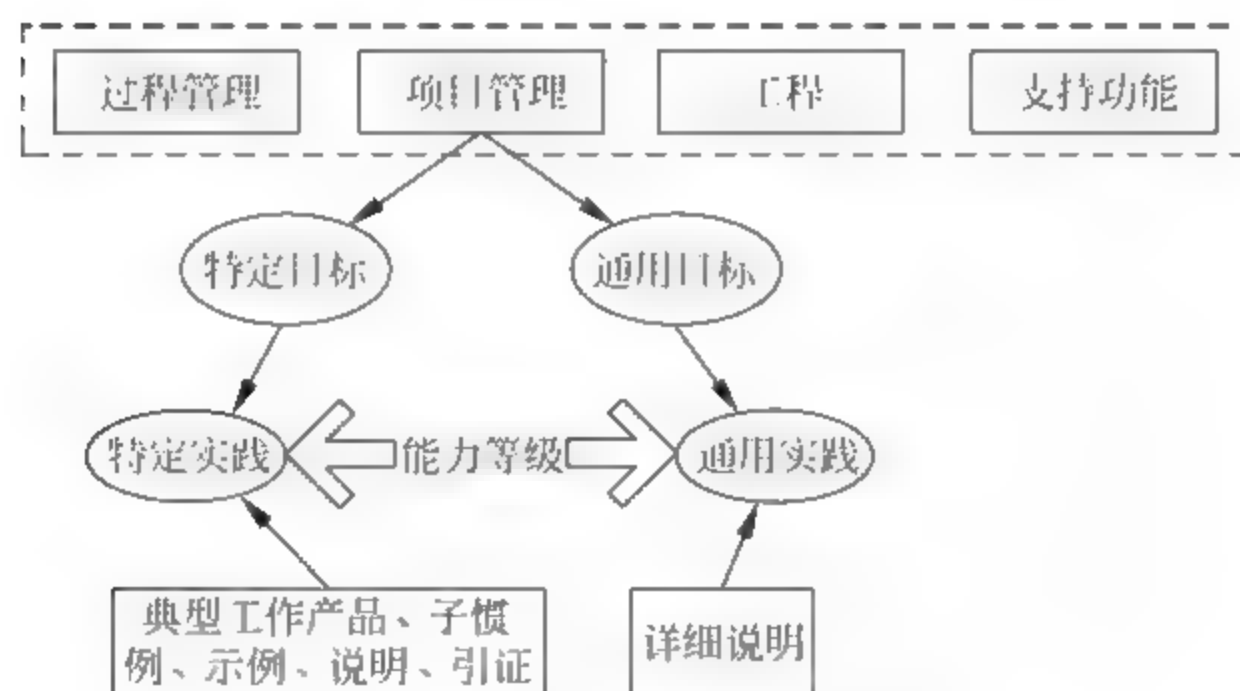 过程管理
项目管理
工程
支持功能
特定目标
通用目标
特定实践
能力等级
通用实践
典型工作产品、子惯
例、示例、说明、引证
详细说明